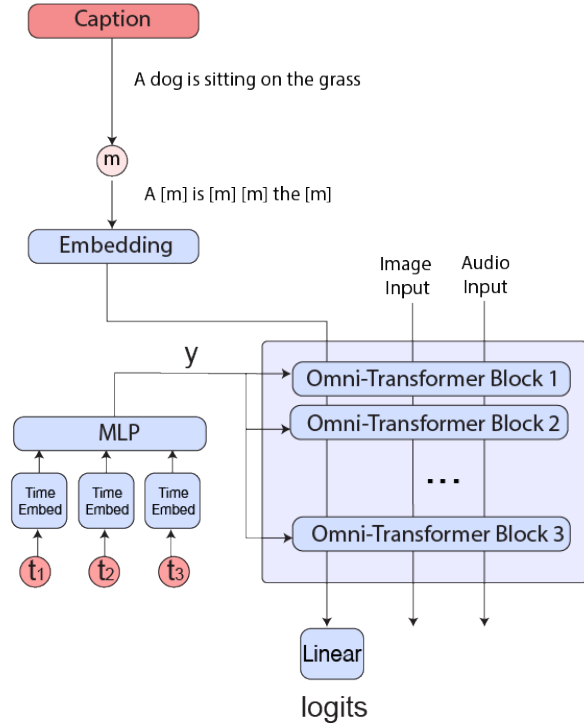 Caption
A dog is sitting on the grass
m
A [m] is [m] [m] the [m]
Embedding
Image
Input
Audio
Input
y
Omni-Transformer Block 1
Omni-Transformer Block 2
...
Omni-Transformer Block 3
MLP
Time
Embed
Time
Embed
Time
Embed
t1
t2
t3
Linear
logits